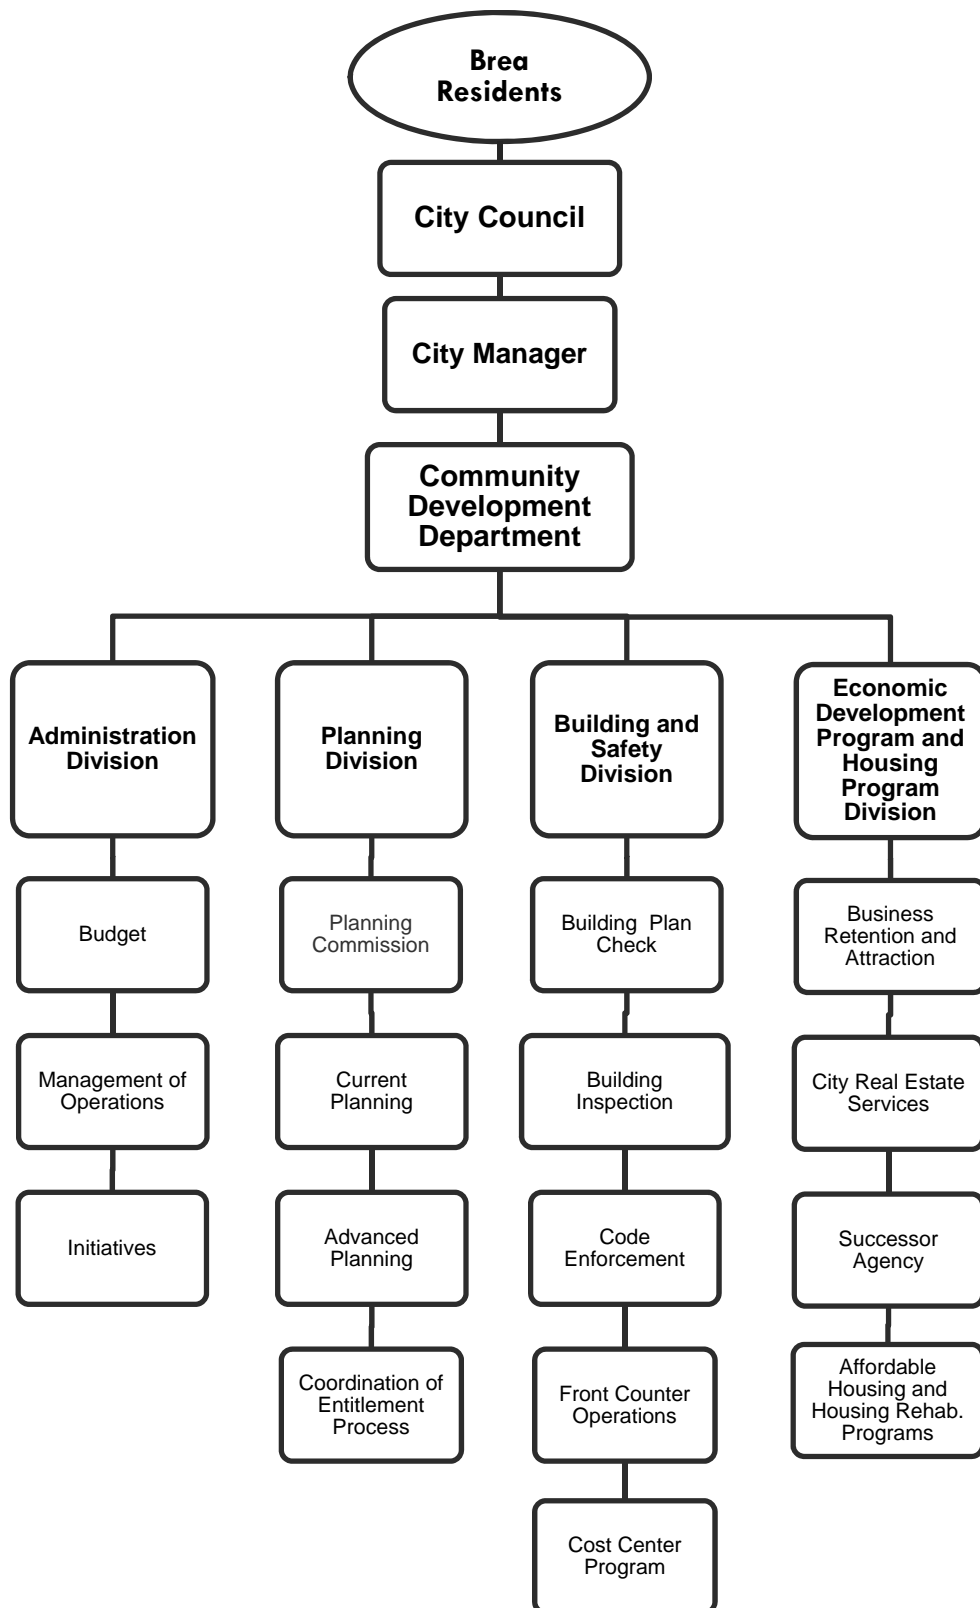 Brea
Residents
City Council
City Manager
Community
Development
Department
Administration
Division
Planning
Division
Building and
Safety
Division
Economic
Development
Program and
Housing
Program
Division
Budget
Planning
Commission
Building  Plan
Check
Business
Retention and
Attraction
Management of
Operations
Current
Planning
Building
Inspection
City Real Estate
Services
Initiatives
Advanced
Planning
Code
Enforcement
Successor
Agency
Coordination of
Entitlement
Process
Front Counter
Operations
Affordable
Housing and
Housing Rehab.
Programs
Cost Center
Program